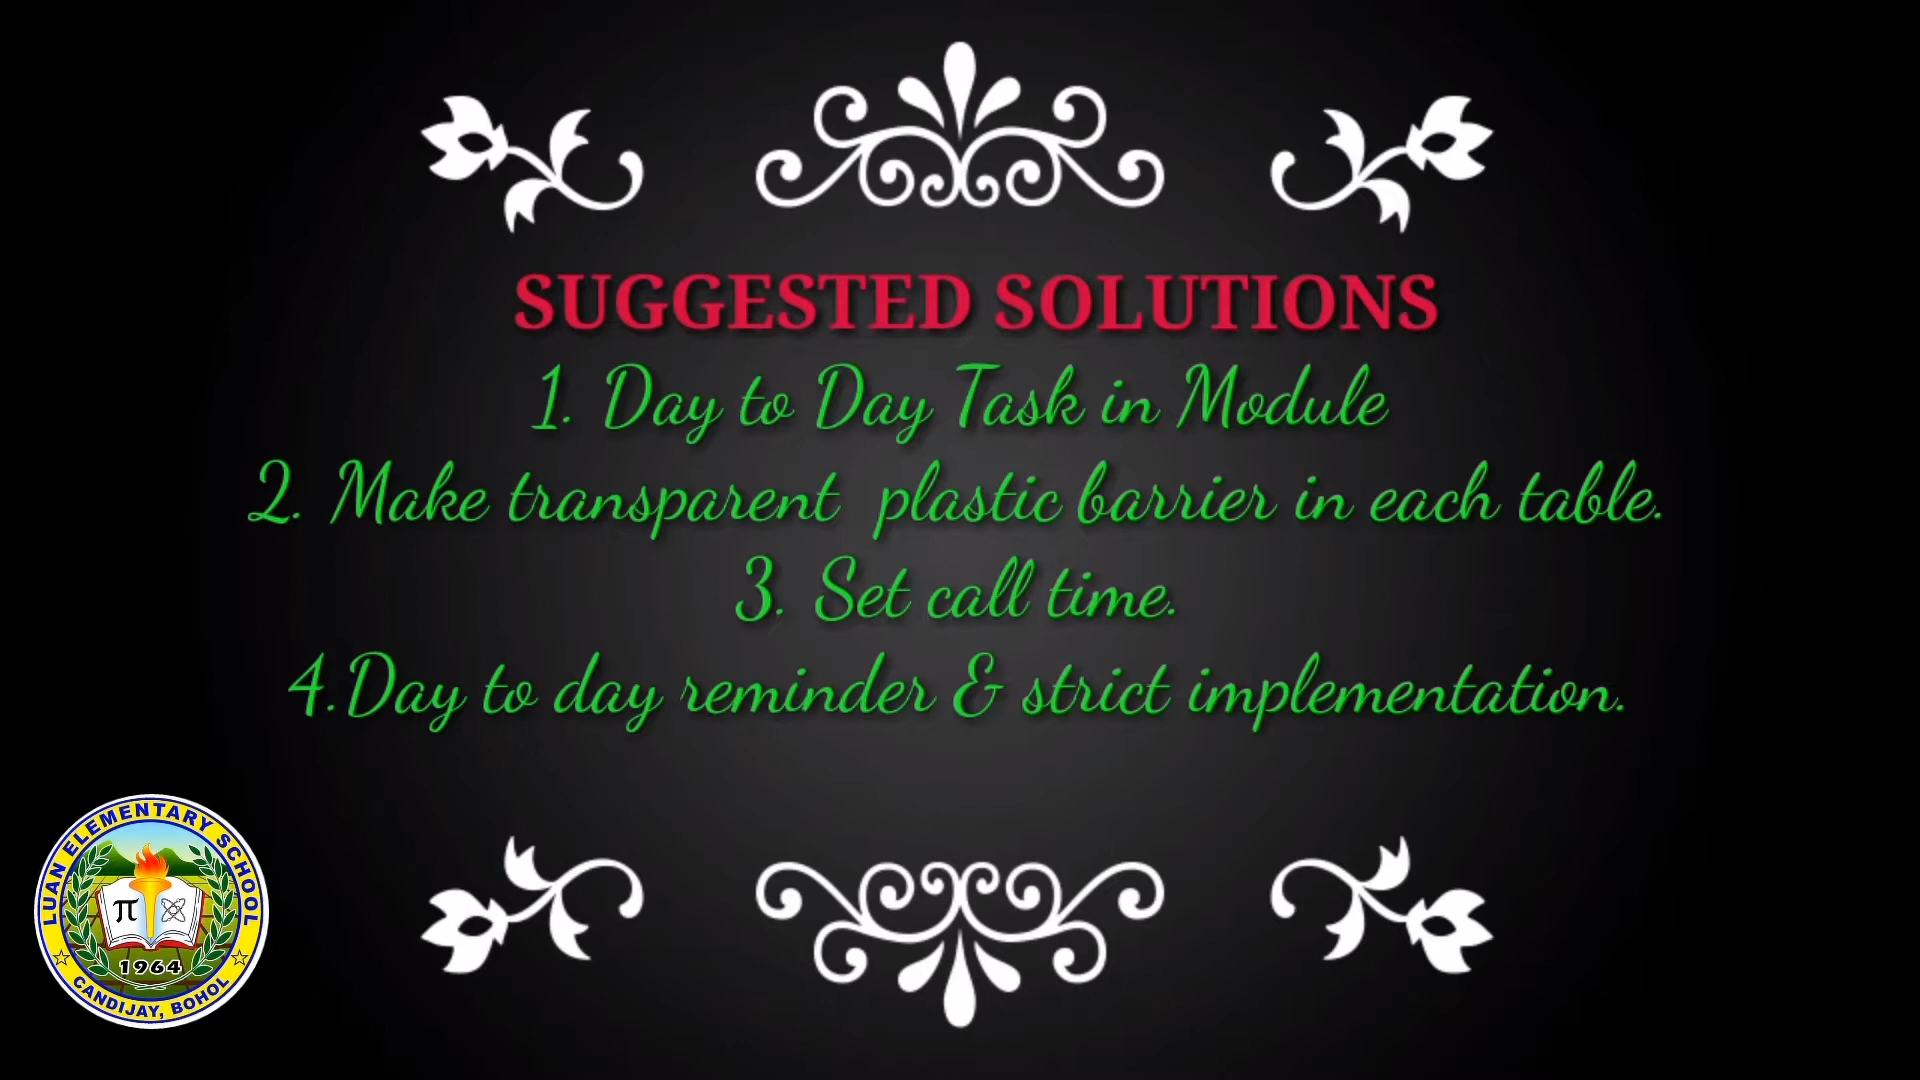 SUGGESTED SOLUTIONS
1. Day to Day Task in Module
2. Make transparent plastic barrier in each table.
3. Set call time.
4.Day to day reminder & strict implementation.
LUAN ELEMENTARY SCHOOL
π
1964
CANDIJAY, BOHOL